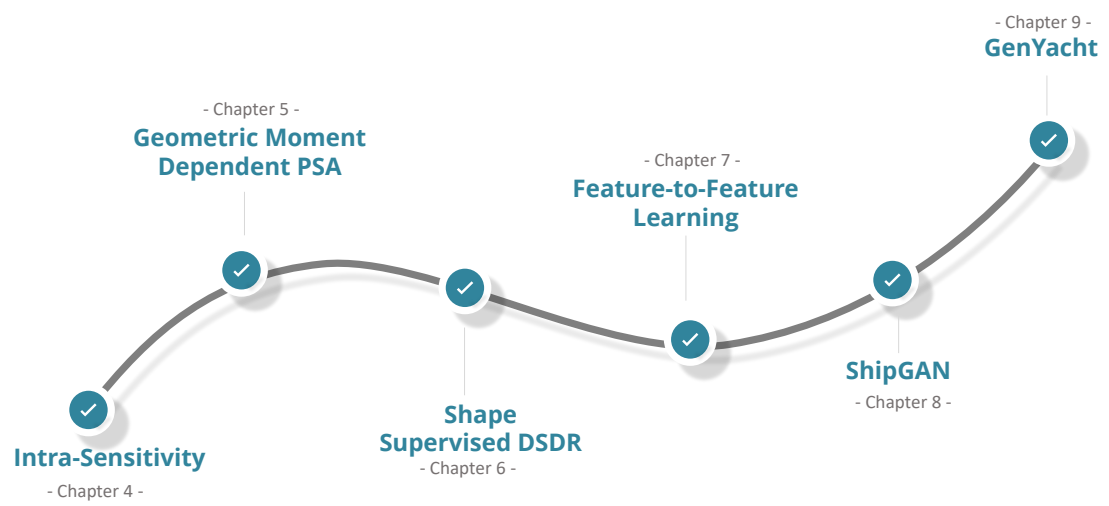 Intra-Sensitivity
- Chapter 4 -
- Chapter 5 -
Geometric Moment
Dependent PSA
Shape
Supervised DSDR
- Chapter 6 -
- Chapter 7 -
Feature-to-Feature
Learning
ShipGAN
- Chapter 8 -
- Chapter 9 -
GenYacht